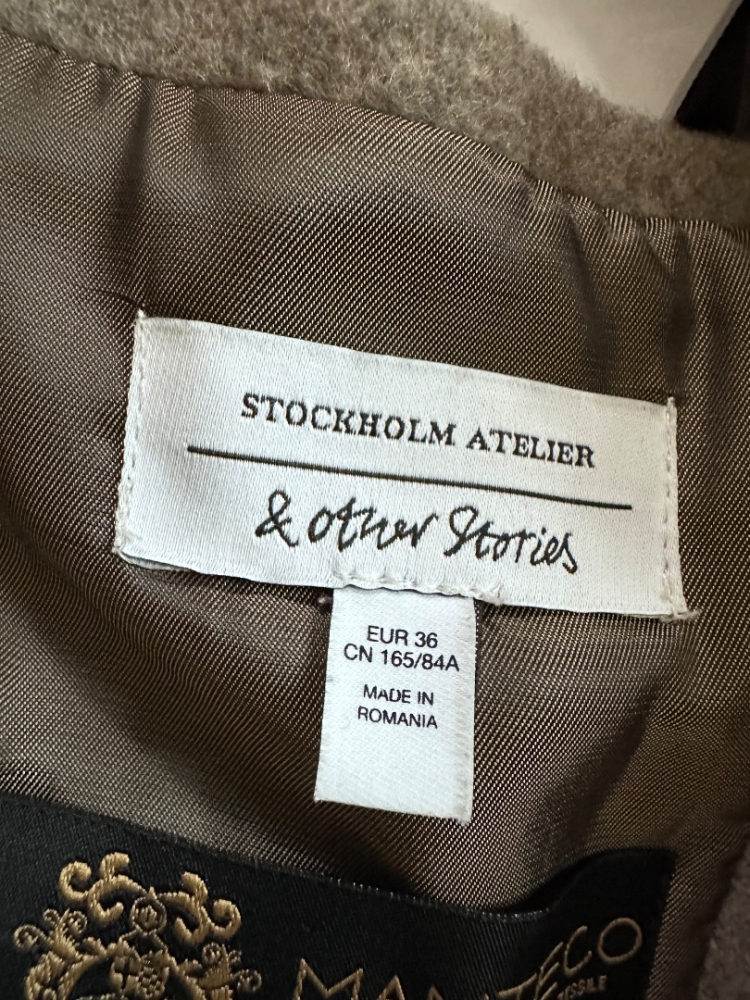 STOCKHOLM ATELIER
& other Stories
EUR 36
CN 165/84A
MADE IN
ROMANIA